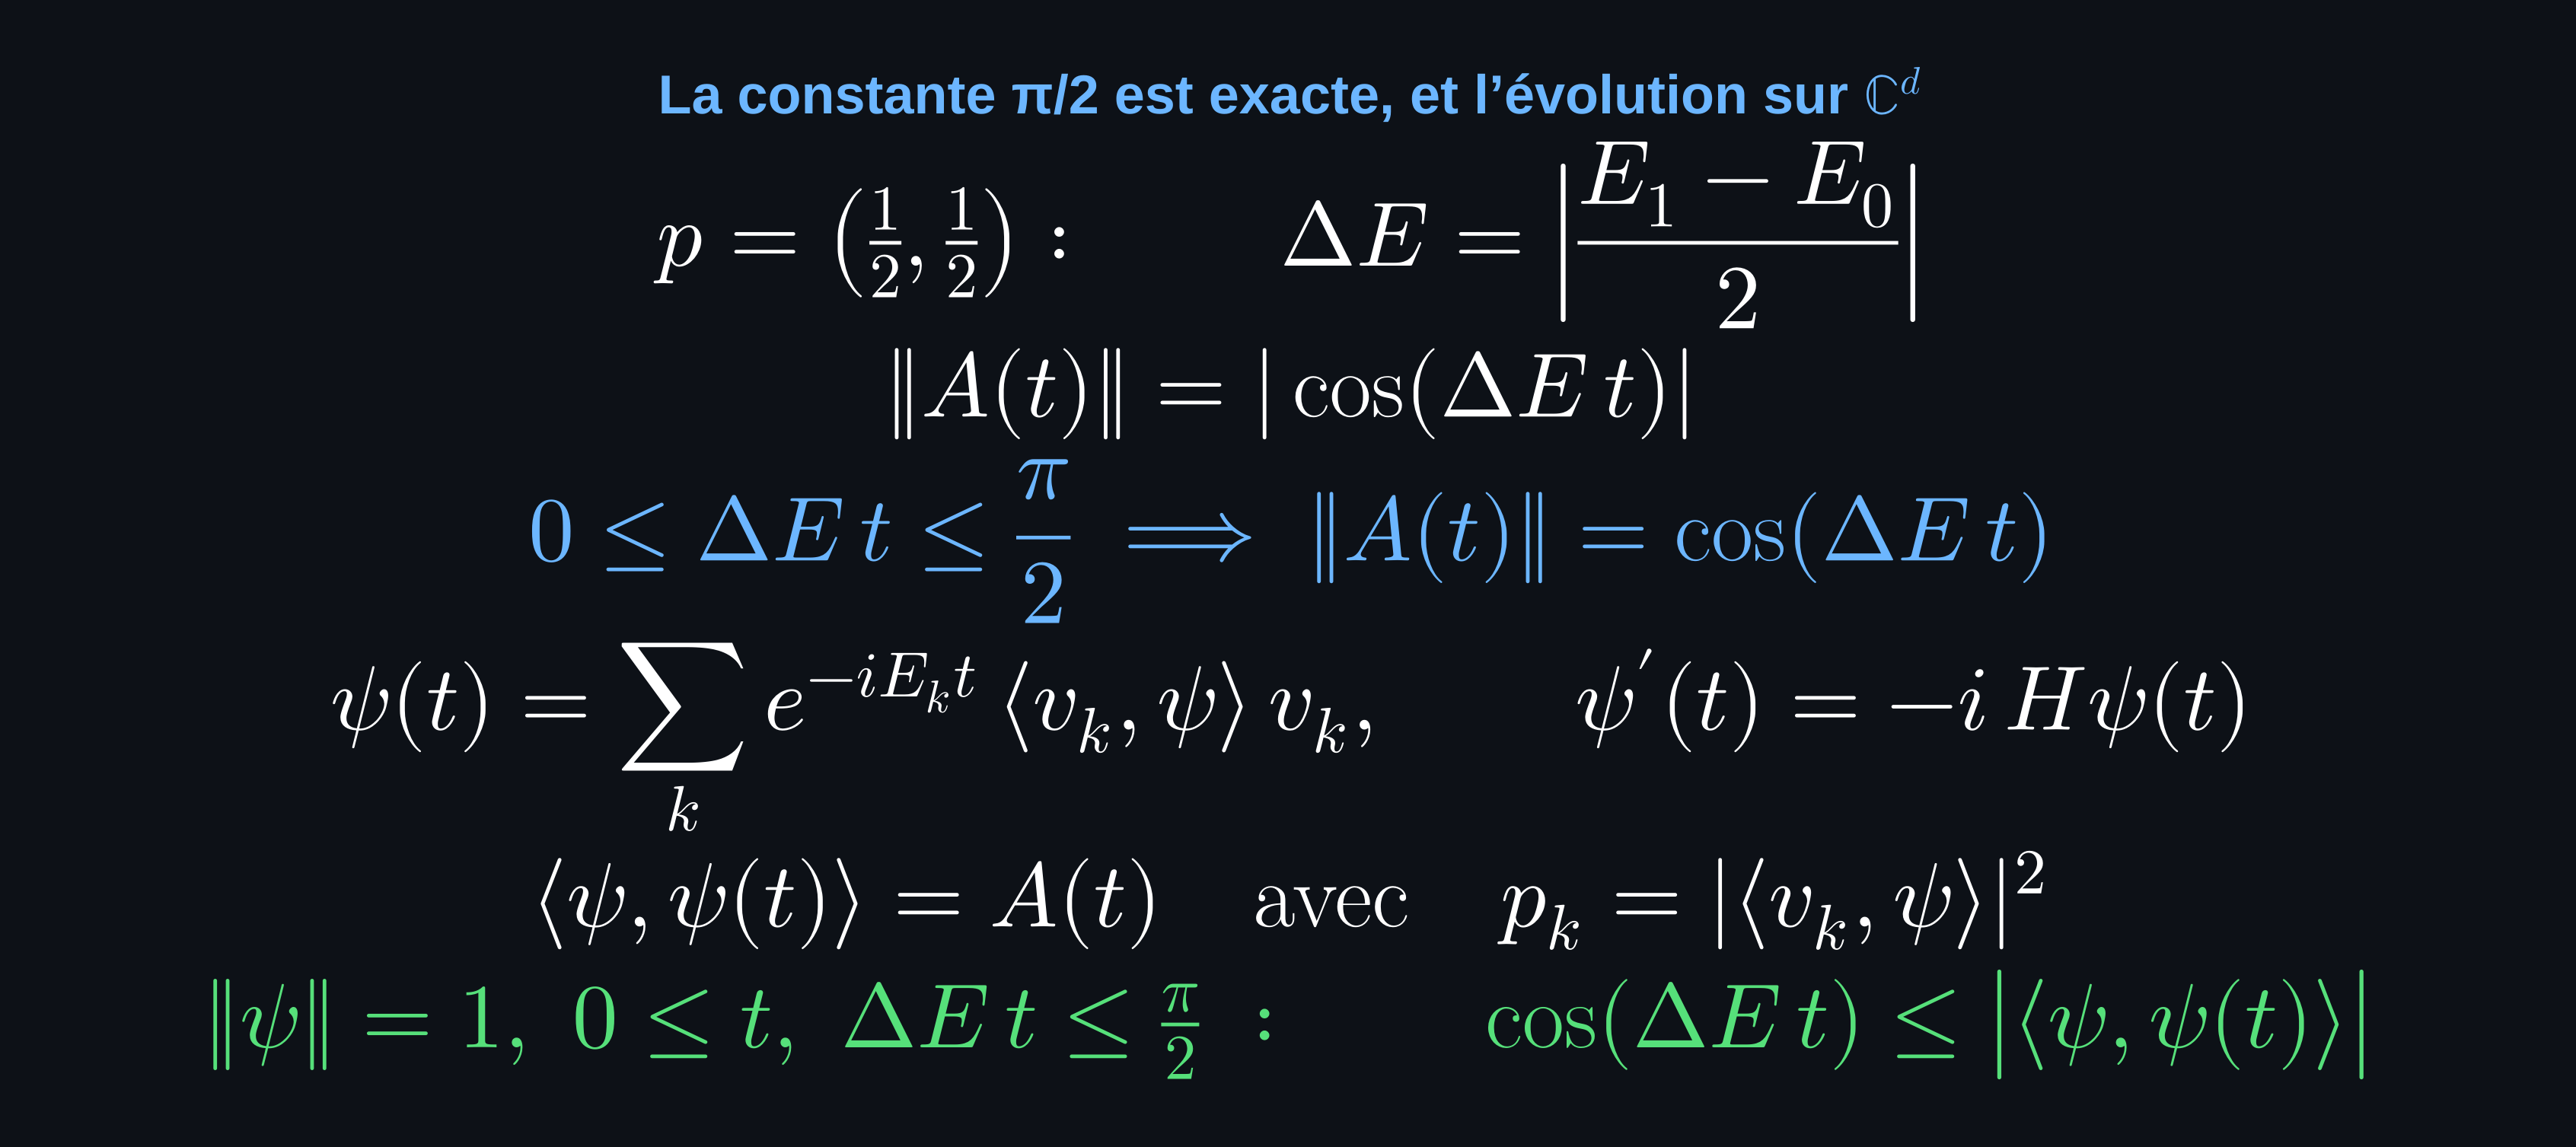 La constante π/2 est exacte, et l’évolution sur ℂ^d
p = (1/2, 1/2) : ΔE = |(E_1 − E_0)/2|
‖A(t)‖ = | cos(ΔE t)|
0 ≤ ΔE t ≤ π/2 ⟹ ‖A(t)‖ = cos(ΔE t)
ψ(t) = ∑_k e^{−iE_k t} ⟨v_k, ψ⟩ v_k, ψ′(t) = −i Hψ(t)
⟨ψ, ψ(t)⟩ = A(t) avec p_k = |⟨v_k, ψ⟩|²
‖ψ‖ = 1, 0 ≤ t, ΔE t ≤ π/2 : cos(ΔE t) ≤ |⟨ψ, ψ(t)⟩|